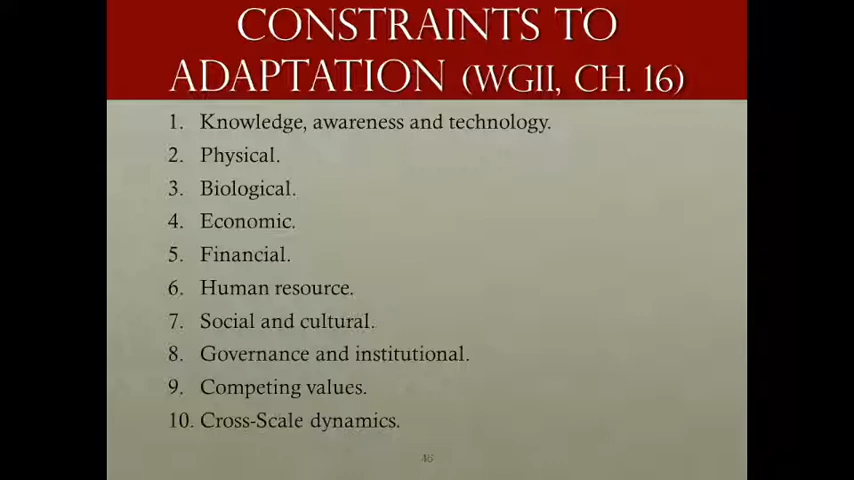 CONSTRAINTS TO
ADAPTATION (WGII, CH. 16)
1. Knowledge, awareness and technology.
2. Physical.
3. Biological.
4. Economic.
5. Financial.
6. Human resource.
7. Social and cultural.
8. Governance and institutional.
9. Competing values.
10. Cross-Scale dynamics.
46